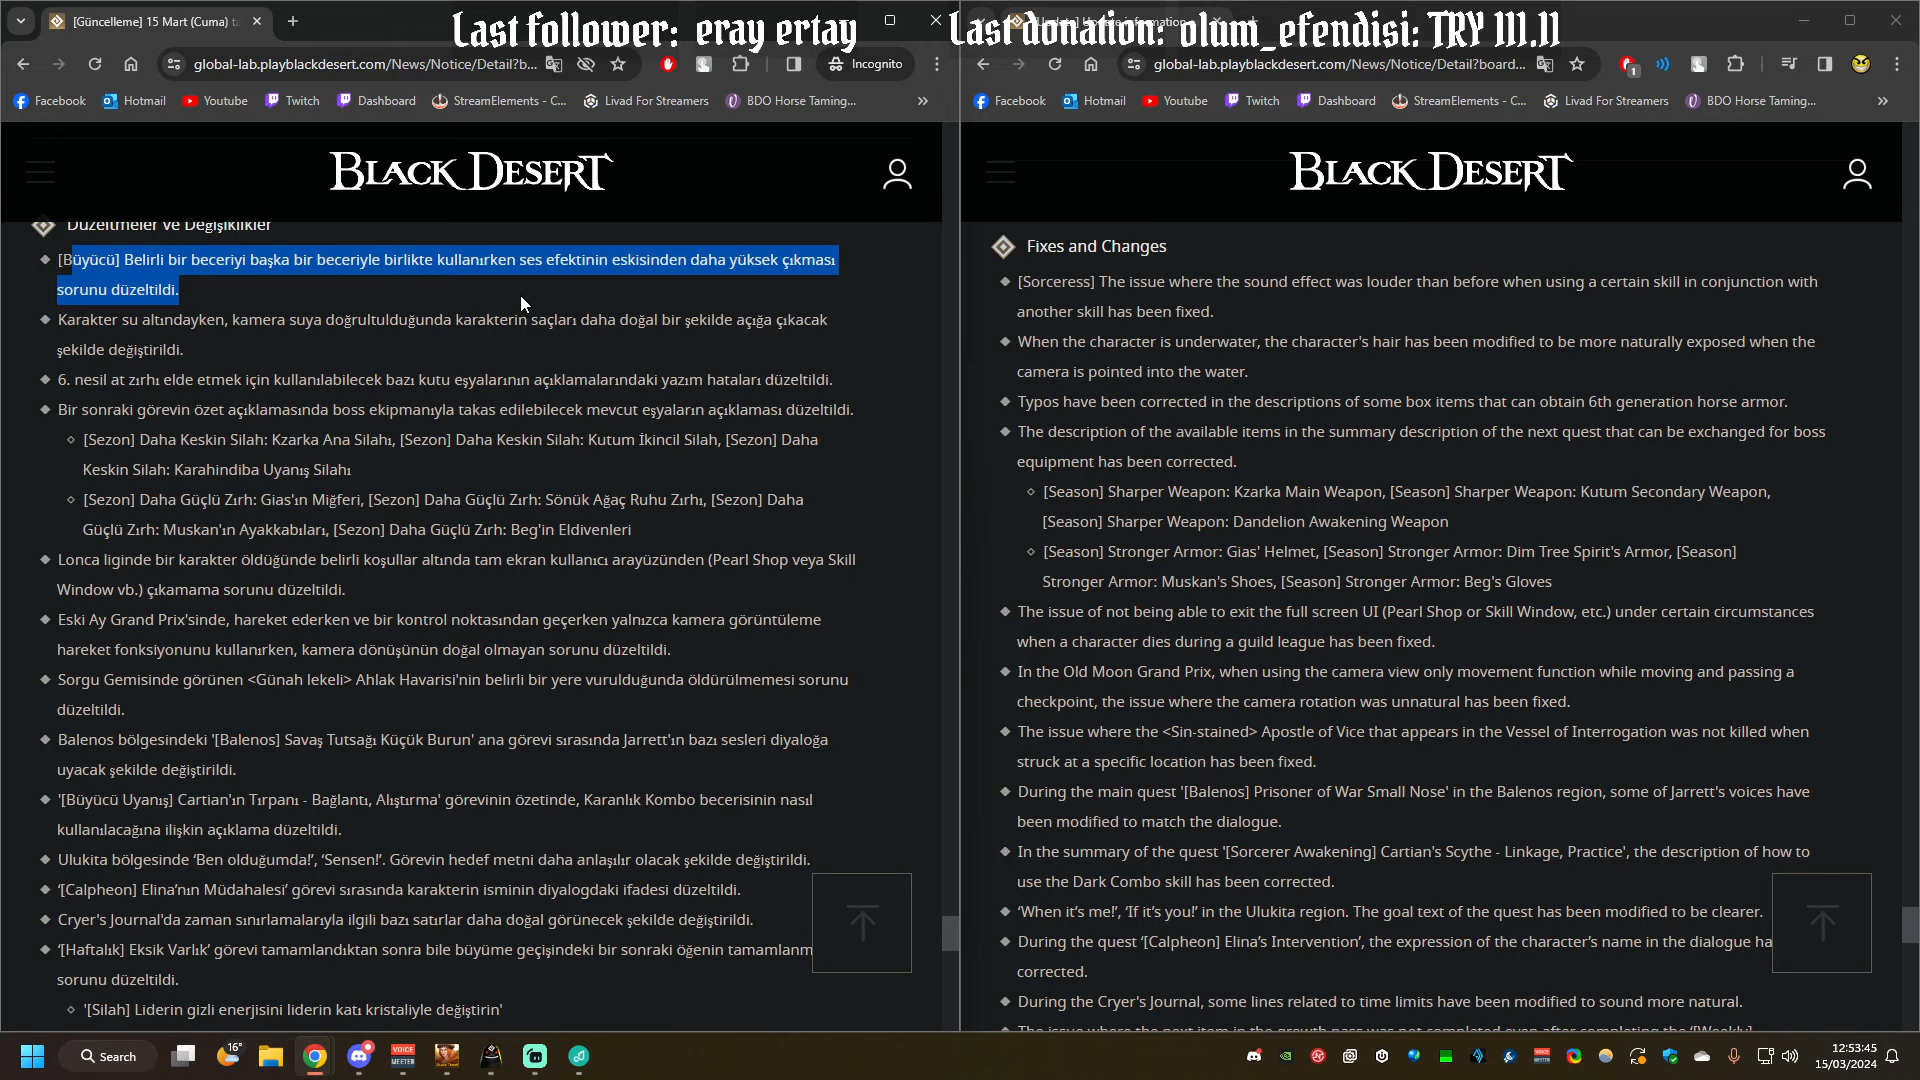 [Güncelleme] 15 Mart (Cuma) ta
Last follower: eray ertay
Last donation: olum_efendisi: TRY 111.11
global-lab.playblackdesert.com/News/Notice/Detail?b...
Incognito
global-lab.playblackdesert.com/News/Notice/Detail?board...
1
Facebook Hotmail Youtube Twitch Dashboard StreamElements - C... Livad For Streamers BDO Horse Taming... »
Facebook Hotmail Youtube Twitch Dashboard StreamElements - C... Livad For Streamers BDO Horse Taming... »
BLACK DESERT
Düzeltmeler ve Değişiklikler
[Büyücü] Belirli bir beceriyi başka bir beceriyle birlikte kullanırken ses efektinin eskisinden daha yüksek çıkması
sorunu düzeltildi.
Karakter su altındayken, kamera suya doğrultulduğunda karakterin saçları daha doğal bir şekilde açığa çıkacak
şekilde değiştirildi.
6. nesil at zırhı elde etmek için kullanılabilecek bazı kutu eşyalarının açıklamalarındaki yazım hataları düzeltildi.
Bir sonraki görevin özet açıklamasında boss ekipmanıyla takas edilebilecek mevcut eşyaların açıklaması düzeltildi.
[Sezon] Daha Keskin Silah: Kzarka Ana Silahı, [Sezon] Daha Keskin Silah: Kutum İkincil Silah, [Sezon] Daha
Keskin Silah: Karahindiba Uyanış Silahı
[Sezon] Daha Güçlü Zırh: Gias'ın Miğferi, [Sezon] Daha Güçlü Zırh: Sönük Ağaç Ruhu Zırhı, [Sezon] Daha
Güçlü Zırh: Muskan'ın Ayakkabıları, [Sezon] Daha Güçlü Zırh: Beg'in Eldivenleri
Lonca liginde bir karakter öldüğünde belirli koşullar altında tam ekran kullanıcı arayüzünden (Pearl Shop veya Skill
Window vb.) çıkamama sorunu düzeltildi.
Eski Ay Grand Prix'sinde, hareket ederken ve bir kontrol noktasından geçerken yalnızca kamera görüntüleme
hareket fonksiyonunu kullanırken, kamera dönüşünün doğal olmayan sorunu düzeltildi.
Sorgu Gemisinde görünen <Günah lekeli> Ahlak Havarisi'nin belirli bir yere vurulduğunda öldürülmemesi sorunu
düzeltildi.
Balenos bölgesindeki '[Balenos] Savaş Tutsağı Küçük Burun' ana görevi sırasında Jarrett'ın bazı sesleri diyaloğa
uyacak şekilde değiştirildi.
'[Büyücü Uyanış] Cartian'ın Tırpanı - Bağlantı, Alıştırma' görevinin özetinde, Karanlık Kombo becerisinin nasıl
kullanılacağına ilişkin açıklama düzeltildi.
Ulukita bölgesinde ‘Ben olduğumda!’, ‘Sensen!’. Görevin hedef metni daha anlaşılır olacak şekilde değiştirildi.
‘[Calpheon] Elina’nın Müdahalesi’ görevi sırasında karakterin isminin diyalogdaki ifadesi düzeltildi.
Cryer's Journal'da zaman sınırlamalarıyla ilgili bazı satırlar daha doğal görünecek şekilde değiştirildi.
‘[Haftalık] Eksik Varlık’ görevi tamamlandıktan sonra bile büyüme geçişindeki bir sonraki öğenin tamamlanm
sorunu düzeltildi.
'[Silah] Liderin gizli enerjisini liderin katı kristaliyle değiştirin'
BLACK DESERT
Fixes and Changes
[Sorceress] The issue where the sound effect was louder than before when using a certain skill in conjunction with
another skill has been fixed.
When the character is underwater, the character's hair has been modified to be more naturally exposed when the
camera is pointed into the water.
Typos have been corrected in the descriptions of some box items that can obtain 6th generation horse armor.
The description of the available items in the summary description of the next quest that can be exchanged for boss
equipment has been corrected.
[Season] Sharper Weapon: Kzarka Main Weapon, [Season] Sharper Weapon: Kutum Secondary Weapon,
[Season] Sharper Weapon: Dandelion Awakening Weapon
[Season] Stronger Armor: Gias' Helmet, [Season] Stronger Armor: Dim Tree Spirit's Armor, [Season]
Stronger Armor: Muskan's Shoes, [Season] Stronger Armor: Beg's Gloves
The issue of not being able to exit the full screen UI (Pearl Shop or Skill Window, etc.) under certain circumstances
when a character dies during a guild league has been fixed.
In the Old Moon Grand Prix, when using the camera view only movement function while moving and passing a
checkpoint, the issue where the camera rotation was unnatural has been fixed.
The issue where the <Sin-stained> Apostle of Vice that appears in the Vessel of Interrogation was not killed when
struck at a specific location has been fixed.
During the main quest '[Balenos] Prisoner of War Small Nose' in the Balenos region, some of Jarrett's voices have
been modified to match the dialogue.
In the summary of the quest '[Sorcerer Awakening] Cartian's Scythe - Linkage, Practice', the description of how to
use the Dark Combo skill has been corrected.
‘When it’s me!’, ‘If it’s you!’ in the Ulukita region. The goal text of the quest has been modified to be clearer.
During the quest ‘[Calpheon] Elina’s Intervention’, the expression of the character’s name in the dialogue ha
corrected.
During the Cryer's Journal, some lines related to time limits have been modified to sound more natural.
The issue where the next item in the growth pass was not completed even after completing the '[Weekly]
16°
Search
VOICE MEETER
12:53:45
15/03/2024